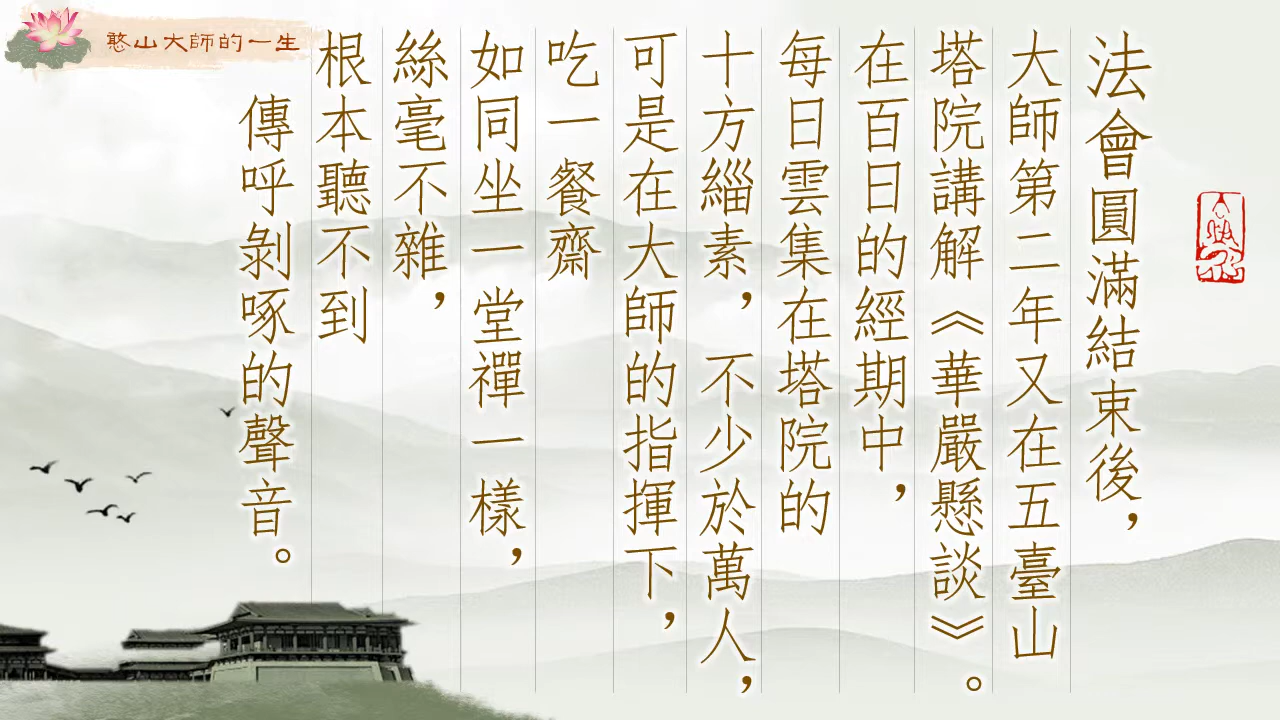 憨山大師的一生
法會圓滿結束後，
大師第二年又在五臺山
塔院講解《華嚴懸談》。
在百日的經期中，
每日雲集在塔院的
十方緇素，不少於萬人，
可是在大師的指揮下，
吃一餐齋
如同坐一堂禪一樣，
絲毫不雜，
根本聽不到
傳呼剝啄的聲音。